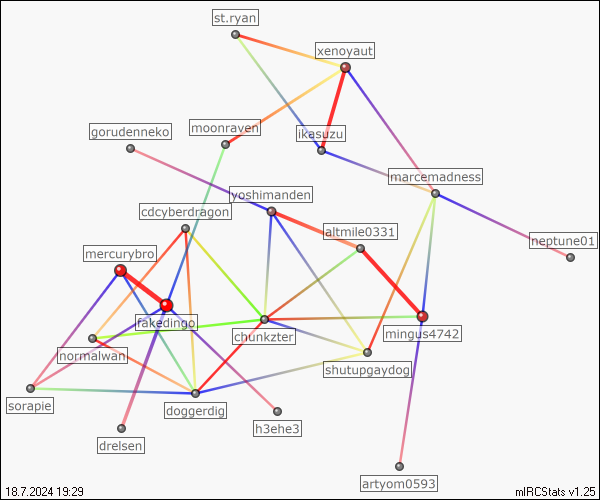 st.ryan
xenoyaut
moonraven
ikasuzu
gorudenneko
marcemadness
yoshimanden
cdcyberdragon
altmile0331
neptune01
mercurybro
fakedingo
chunkzter
mingus4742
normalwan
shutupgaydog
sorapie
doggerdig
h3ehe3
drelsen
artyom0593
18.7.2024 19:29
mIRCStats v1.25